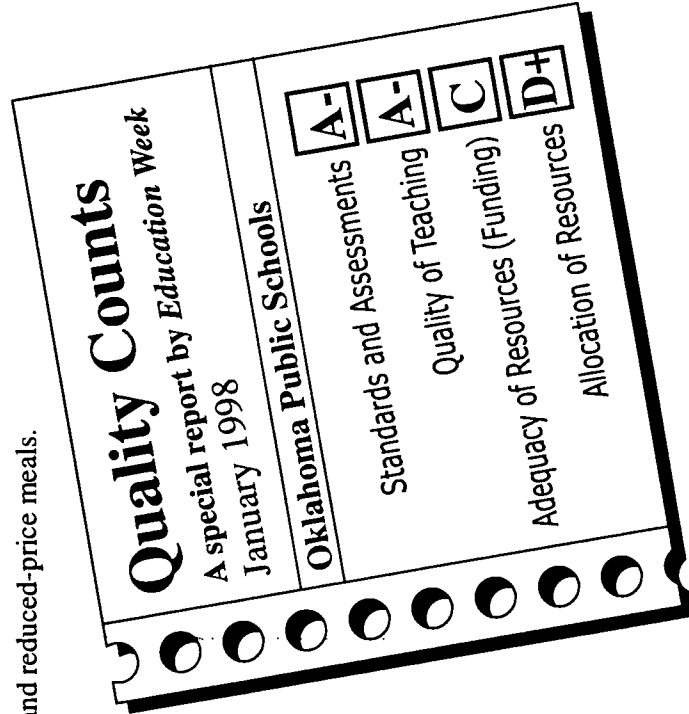 and reduced-price meals.
Quality Counts
A special report by Education Week
January 1998
Oklahoma Public Schools
Standards and Assessments A-
Quality of Teaching A-
Adequacy of Resources (Funding) C
Allocation of Resources D+